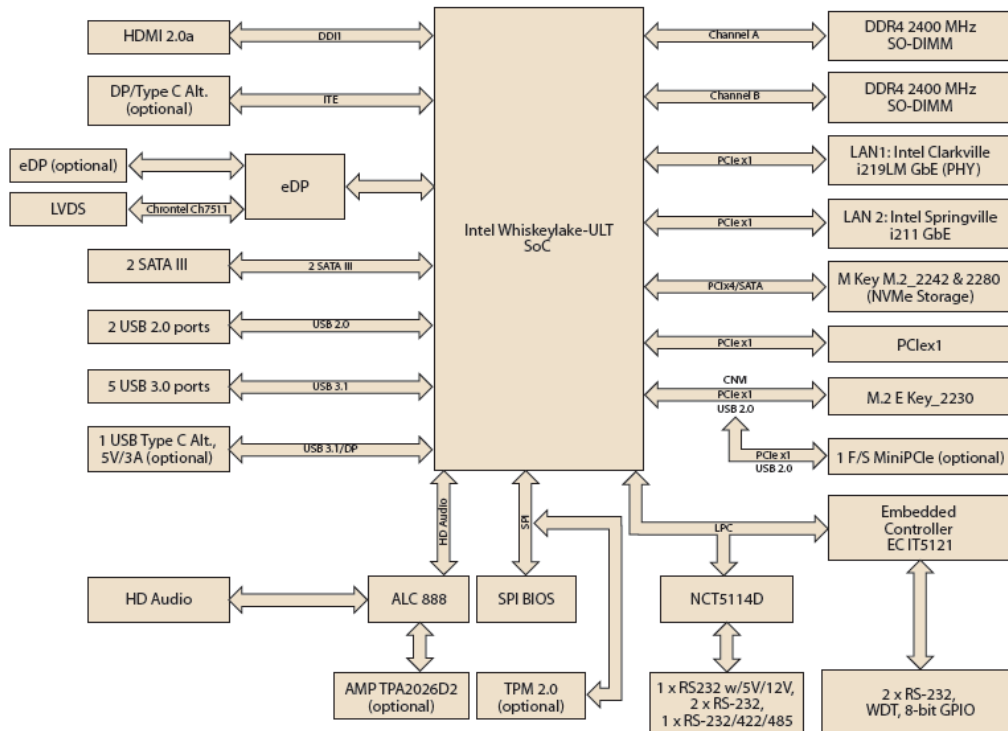 HDMI 2.0a
DDI1
DP/Type C Alt.
(optional)
ITE
eDP (optional)
LVDS
Chrontel Ch7511
eDP
2 SATA III
2 SATA III
2 USB 2.0 ports
USB 2.0
5 USB 3.0 ports
USB 3.1
1 USB Type C Alt.,
5V/3A (optional)
USB 3.1/DP
Intel Whiskeylake-ULT
SoC
Channel A
DDR4 2400 MHz
SO-DIMM
Channel B
DDR4 2400 MHz
SO-DIMM
PCIe x1
LAN1: Intel Clarkville
i219LM GbE (PHY)
PCIe x1
LAN 2: Intel Springville
i211 GbE
PCIx4/SATA
M Key M.2_2242 & 2280
(NVMe Storage)
PCIe x1
PCIex1
CNVi
PCIe x1
USB 2.0
M.2 E Key_2230
PCIe x1
USB 2.0
1 F/S MiniPCIe (optional)
HD Audio
SPI
LPC
Embedded
Controller
EC IT5121
HD Audio
ALC 888
SPI BIOS
NCT5114D
AMP TPA2026D2
(optional)
TPM 2.0
(optional)
1 x RS232 w/5V/12V,
2 x RS-232,
1 x RS-232/422/485
2 x RS-232,
WDT, 8-bit GPIO